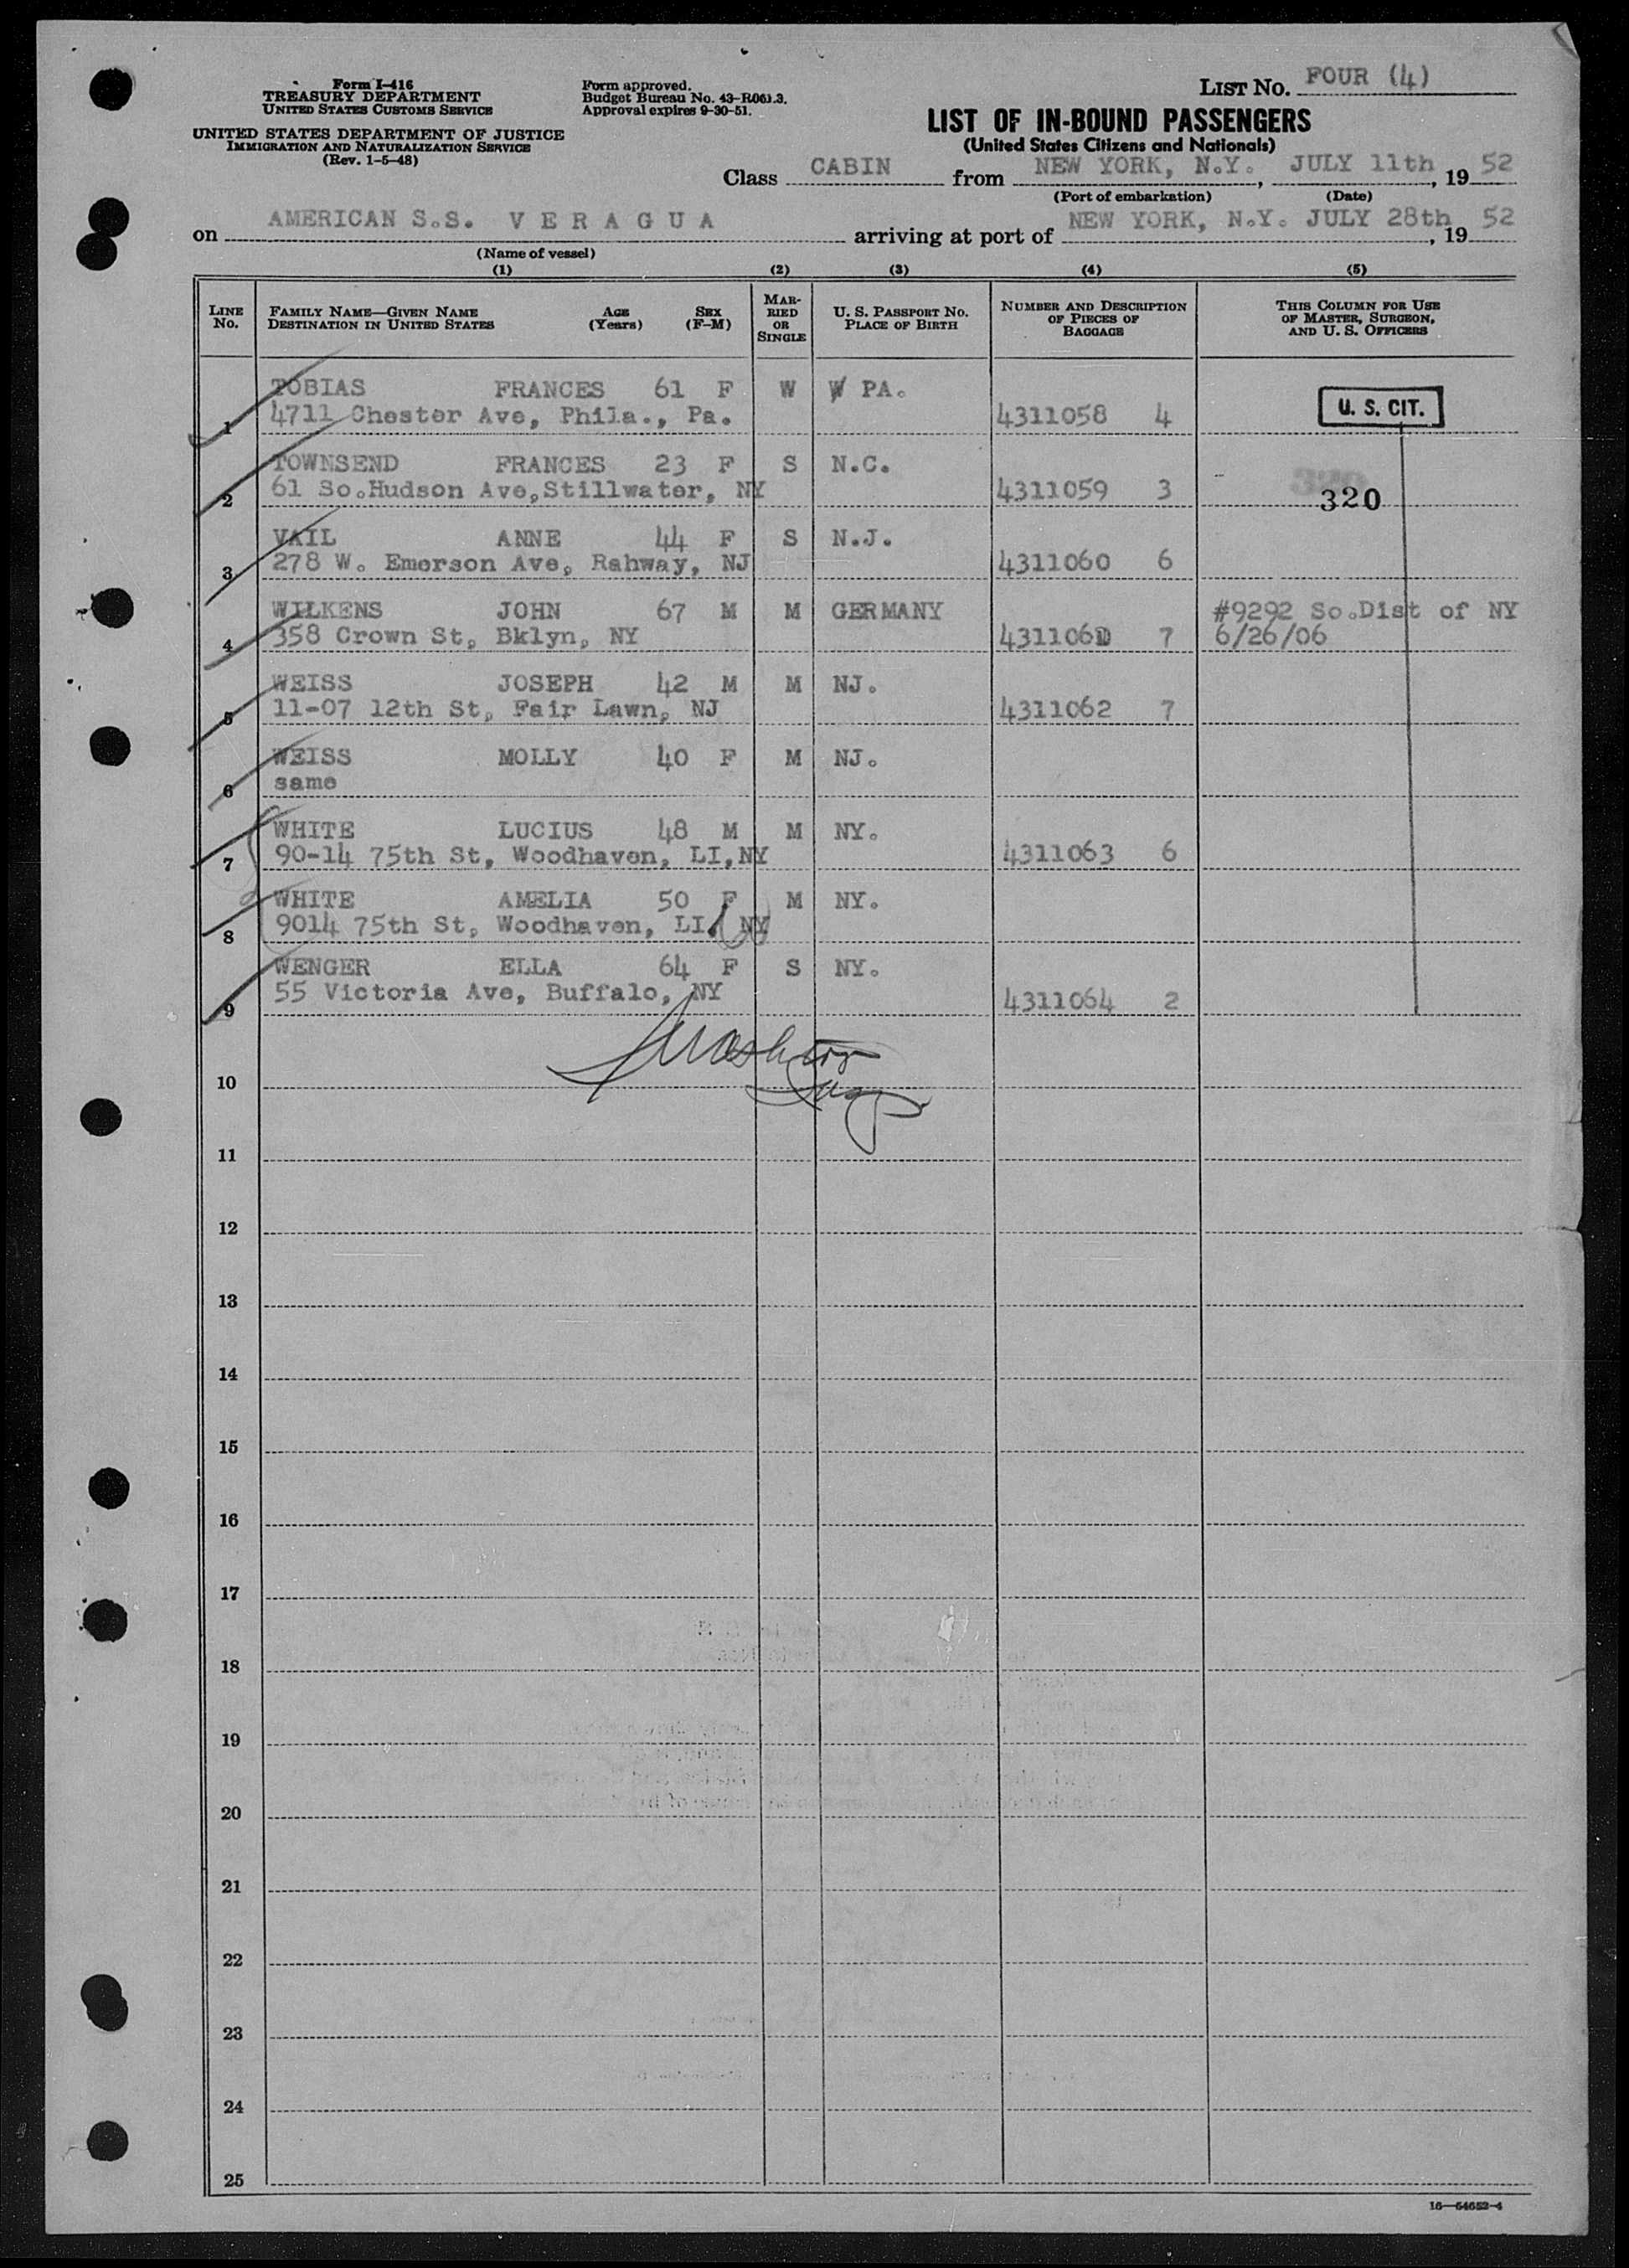 Form I-416
TREASURY DEPARTMENT
UNITED STATES CUSTOMS SERVICE
UNITED STATES DEPARTMENT OF JUSTICE
IMMIGRATION AND NATURALIZATION SERVICE
(Rev. 1-5-48)
Form approved.
Budget Bureau No. 43-R061.3.
Approval expires 9-30-51.
LIST NO. FOUR (4)
LIST OF IN-BOUND PASSENGERS
(United States Citizens and Nationals)
Class CABIN from NEW YORK, N.Y. , JULY 11th , 19 52
(Port of embarkation) (Date)
on AMERICAN S.S. V E R A G U A arriving at port of NEW YORK, N.Y. JULY 28th , 19 52
(Name of vessel)
(1) (2) (3) (4) (5)
LINE No. FAMILY NAME—GIVEN NAME DESTINATION IN UNITED STATES AGE (Years) SEX (F-M) MARRIED OR SINGLE U. S. PASSPORT NO. PLACE OF BIRTH NUMBER AND DESCRIPTION OF PIECES OF BAGGAGE THIS COLUMN FOR USE OF MASTER, SURGEON, AND U. S. OFFICERS
TOBIAS FRANCES 61 F W W PA.
1 4711 Chester Ave, Phila., Pa. 4311058 4 U. S. CIT.
TOWNSEND FRANCES 23 F S N.C.
2 61 So.Hudson Ave,Stillwater, NY 4311059 3 320
VAIL ANNE 44 F S N.J.
3 278 W. Emerson Ave, Rahway, NJ 4311060 6
WILKENS JOHN 67 M M GERMANY #9292 So.Dist of NY
4 358 Crown St, Bklyn, NY 7 6/26/06
WEISS JOSEPH 42 M M NJ.
5 11-07 12th St, Fair Lawn, NJ 4311062 7
WEISS MOLLY 40 F M NJ.
6 same
WHITE LUCIUS 48 M M NY.
7 90-14 75th St, Woodhaven, LI,NY 4311063 6
WHITE AMELIA 50 F M NY.
8 9014 75th St, Woodhaven, LI, NY
WENGER ELLA 64 F S NY.
9 55 Victoria Ave, Buffalo, NY 4311064 2
10
11
12
13
14
15
16
17
18
19
20
21
22
23
24
25
16—54652-4